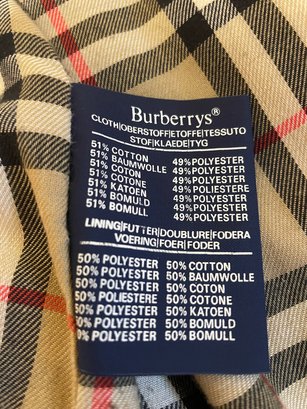 Burberrys®
CLOTH|OBERSTOFF|ETOFFE|TESSUTO
STOF|KLAEDE|TYG
51% COTTON 49% POLYESTER
51% BAUMWOLLE 49% POLYESTER
51% COTON 49% POLYESTER
51% COTONE 49% POLIESTERE
51% KATOEN 49% POLYESTER
51% BOMULD 49% POLYESTER
51% BOMULL 49% POLYESTER
LINING|FUTTER|DOUBLURE|FODERA
VOERING|FOER|FODER
50% POLYESTER 50% COTTON
50% POLYESTER 50% BAUMWOLLE
50% POLYESTER 50% COTON
50% POLIESTERE 50% COTONE
50% POLYESTER 50% KATOEN
50% POLYESTER 50% BOMULD
0% POLYESTER 50% BOMULL